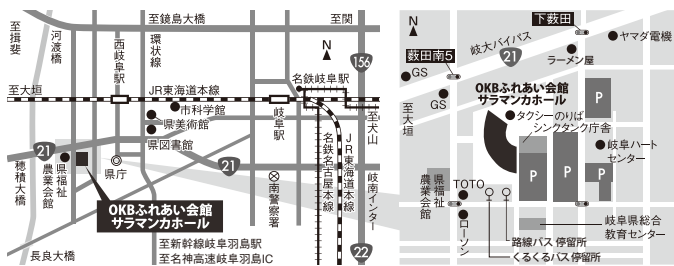 至鏡島大橋
至関
至揖斐
河渡橋
西岐阜駅
環状線
N
156
名鉄岐阜駅
至大垣
JR東海道本線
市科学館
県美術館
県図書館
岐阜駅
至犬山
21
21
穂積大橋
県福祉
農業会館
県庁
OKBふれあい会館
サラマンカホール
南警察署
名鉄名古屋本線
JR東海道本線
岐南インター
22
長良大橋
至新幹線岐阜羽島駅
至名神高速岐阜羽島IC
N
下薮田
ヤマダ電機
岐大バイパス
21
ラーメン屋
薮田南5
GS
GS
OKBふれあい会館
サラマンカホール
P
タクシーのりば
シンクタンク庁舎
至大垣
岐阜ハート
センター
P
P
P
県福祉
農業会館
TOTO
ローソン
岐阜県総合
教育センター
路線バス 停留所
くるくるバス 停留所